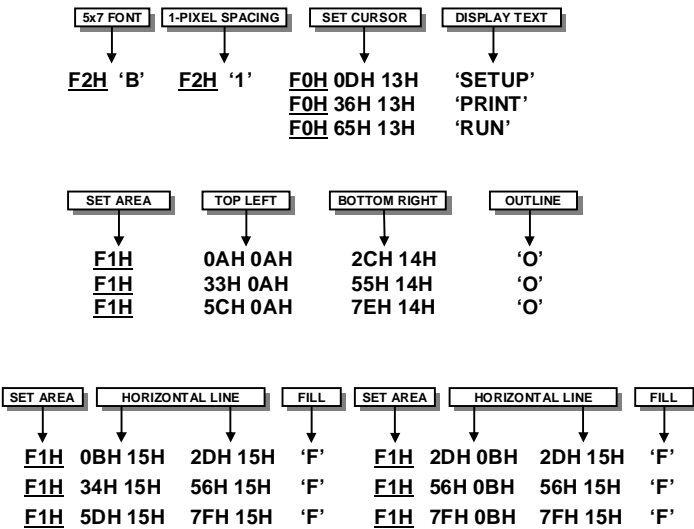 5x7 FONT 1-PIXEL SPACING SET CURSOR DISPLAY TEXT
F2H ‘B’ F2H ‘1’ F0H 0DH 13H ‘SETUP’
F0H 36H 13H ‘PRINT’
F0H 65H 13H ‘RUN’
SET AREA TOP LEFT BOTTOM RIGHT OUTLINE
F1H 0AH 0AH 2CH 14H ‘O’
F1H 33H 0AH 55H 14H ‘O’
F1H 5CH 0AH 7EH 14H ‘O’
SET AREA HORIZONTAL LINE FILL SET AREA HORIZONTAL LINE FILL
F1H 0BH 15H 2DH 15H ‘F’ F1H 2DH 0BH 2DH 15H ‘F’
F1H 34H 15H 56H 15H ‘F’ F1H 56H 0BH 56H 15H ‘F’
F1H 5DH 15H 7FH 15H ‘F’ F1H 7FH 0BH 7FH 15H ‘F’